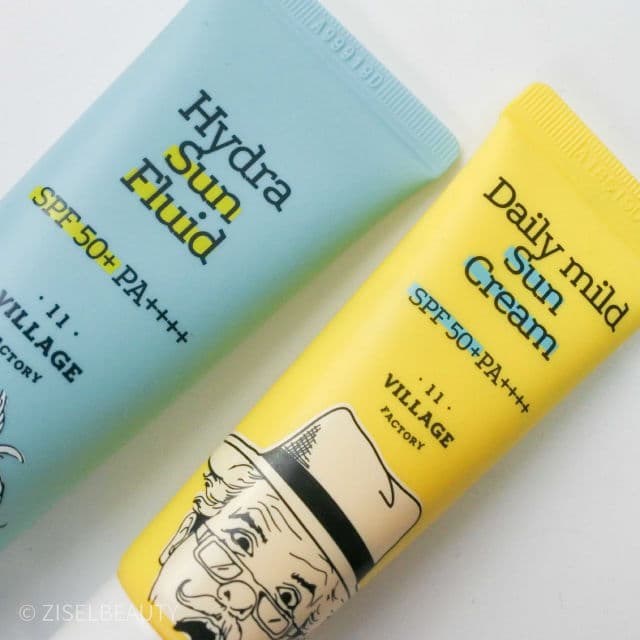 Hydra
Sun
Fluid
SPF 50+ PA++++
· 11 ·
VILLAGE
FACTORY
Daily mild
Sun
Cream
SPF 50+ PA++++
· 11 ·
VILLAGE
FACTORY
© ZISELBEAUTY